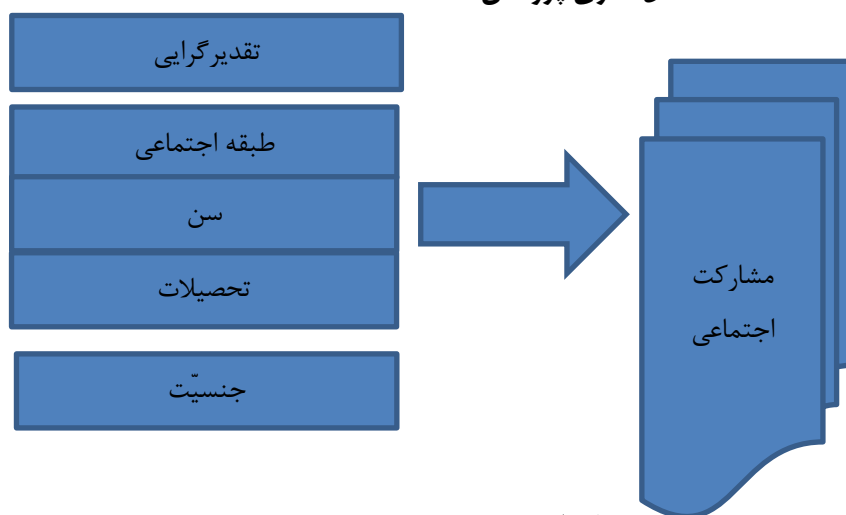 تقدیرگرایی
طبقه اجتماعی
سن
تحصیلات
جنسیّت
مشارکت
اجتماعی